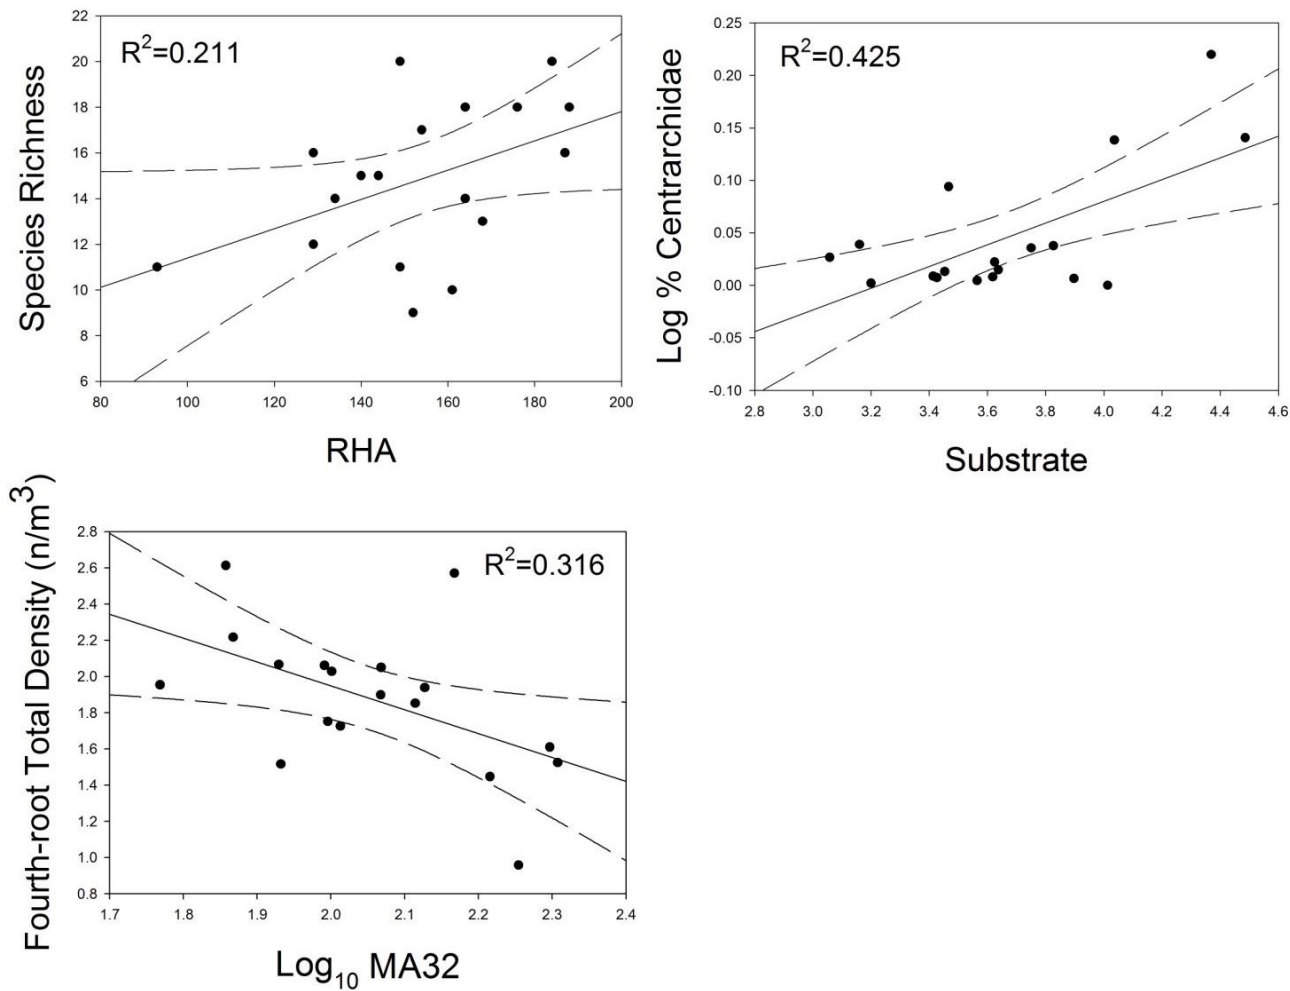 R²=0.211
Species Richness
22
20
18
16
14
12
10
8
6
80 100 120 140 160 180 200
RHA
R²=0.425
Log % Centrarchidae
0.25
0.20
0.15
0.10
0.05
0.00
-0.05
-0.10
2.8 3.0 3.2 3.4 3.6 3.8 4.0 4.2 4.4 4.6
Substrate
R²=0.316
Fourth-root Total Density (n/m³)
2.8
2.6
2.4
2.2
2.0
1.8
1.6
1.4
1.2
1.0
0.8
1.7 1.8 1.9 2.0 2.1 2.2 2.3 2.4
Log₁₀ MA32